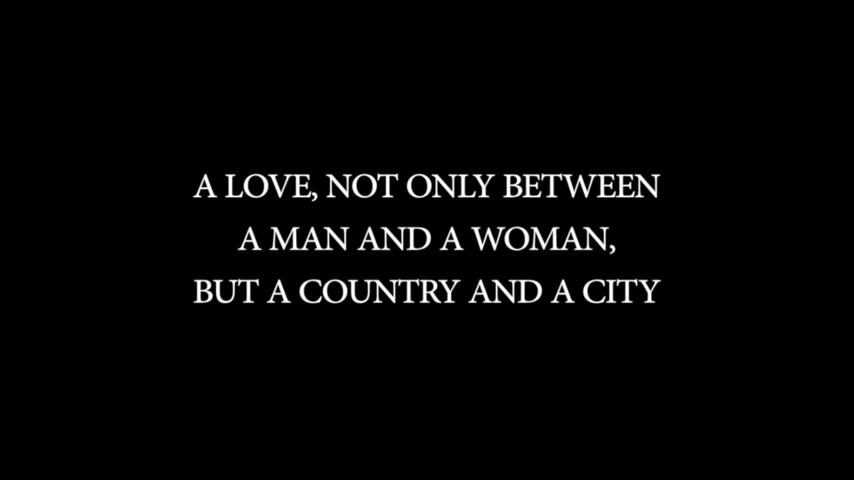 A LOVE, NOT ONLY BETWEEN
A MAN AND A WOMAN,
BUT A COUNTRY AND A CITY